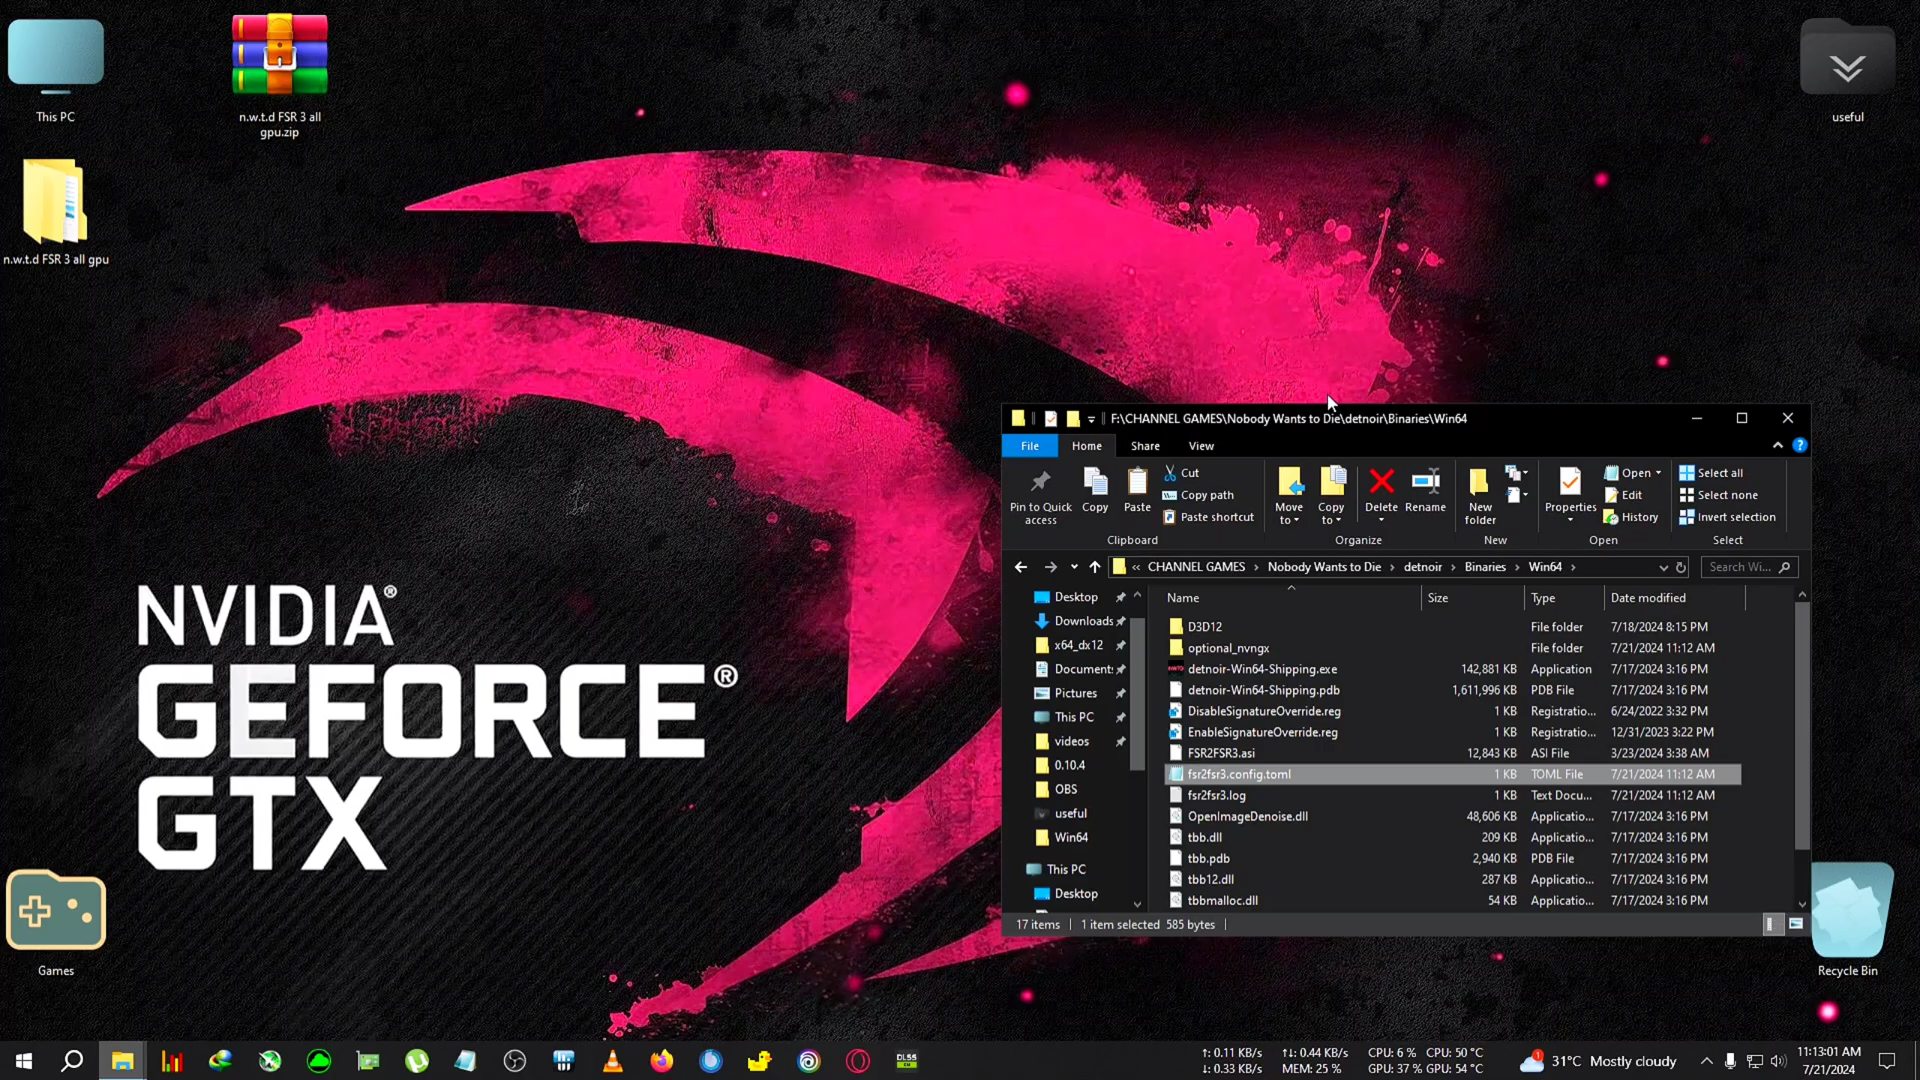 This PC
n.w.t.d FSR 3 all
gpu.zip
useful
n.w.t.d FSR 3 all gpu
NVIDIA®
GEFORCE®
GTX
Games
Recycle Bin
F:\CHANNEL GAMES\Nobody Wants to Die\detnoir\Binaries\Win64
File Home Share View
Pin to Quick
access
Copy
Paste
Cut
Copy path
Paste shortcut
Clipboard
Move
to
Copy
to
Delete
Rename
Organize
New
folder
New
Properties
Open
Edit
History
Open
Select all
Select none
Invert selection
Select
« CHANNEL GAMES > Nobody Wants to Die > detnoir > Binaries > Win64 >
Search Wi...
Desktop
Downloads
x64_dx12
Document:
Pictures
This PC
videos
0.10.4
OBS
useful
Win64
This PC
Desktop
Name Size Type Date modified
D3D12 File folder 7/18/2024 8:15 PM
optional_nvngx File folder 7/21/2024 11:12 AM
detnoir-Win64-Shipping.exe 142,881 KB Application 7/17/2024 3:16 PM
detnoir-Win64-Shipping.pdb 1,611,996 KB PDB File 7/17/2024 3:16 PM
DisableSignatureOverride.reg 1 KB Registratio... 6/24/2022 3:32 PM
EnableSignatureOverride.reg 1 KB Registratio... 12/31/2023 3:22 PM
FSR2FSR3.asi 12,843 KB ASI File 3/23/2024 3:38 AM
fsr2fsr3.config.toml 1 KB TOML File 7/21/2024 11:12 AM
fsr2fsr3.log 1 KB Text Docu... 7/21/2024 11:12 AM
OpenImageDenoise.dll 48,606 KB Applicatio... 7/17/2024 3:16 PM
tbb.dll 209 KB Applicatio... 7/17/2024 3:16 PM
tbb.pdb 2,940 KB PDB File 7/17/2024 3:16 PM
tbb12.dll 287 KB Applicatio... 7/17/2024 3:16 PM
tbbmalloc.dll 54 KB Applicatio... 7/17/2024 3:16 PM
17 items 1 item selected 585 bytes
DLSS
↑: 0.11 KB/s
↓: 0.33 KB/s
↑↓: 0.44 KB/s
MEM: 25 %
CPU: 6 % CPU: 50 °C
GPU: 37 % GPU: 54 °C
1
31°C Mostly cloudy
11:13:01 AM
7/21/2024